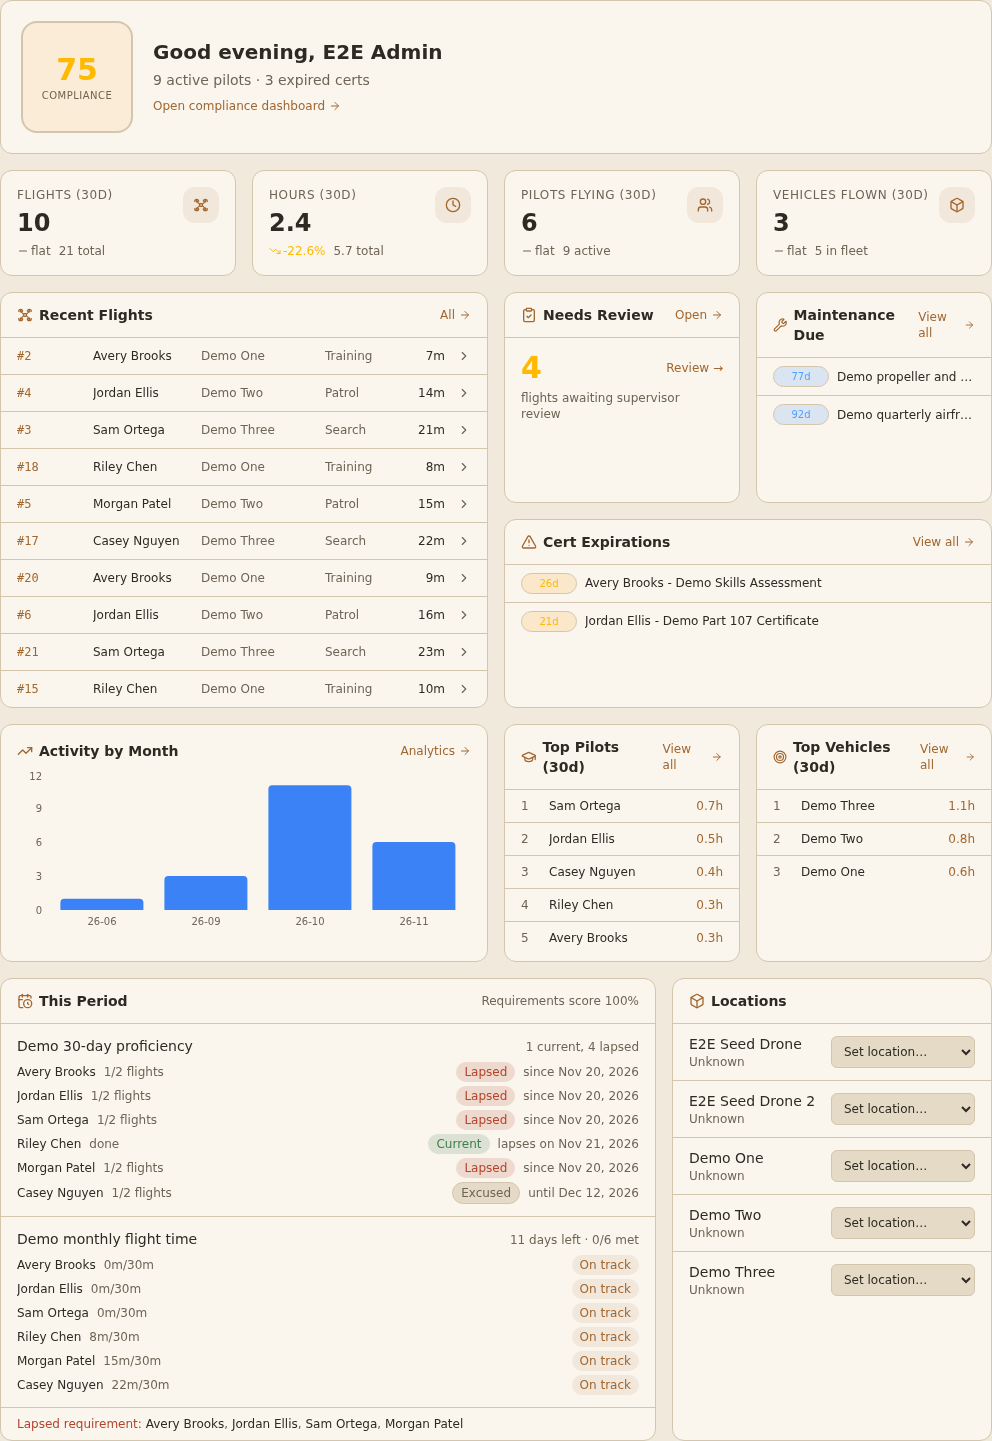 75
COMPLIANCE
Good evening, E2E Admin
9 active pilots · 3 expired certs
Open compliance dashboard →
FLIGHTS (30D)
10
— flat 21 total
HOURS (30D)
2.4
-22.6% 5.7 total
PILOTS FLYING (30D)
6
— flat 9 active
VEHICLES FLOWN (30D)
3
— flat 5 in fleet
Recent Flights All →
#2 Avery Brooks Demo One Training 7m
#4 Jordan Ellis Demo Two Patrol 14m
#3 Sam Ortega Demo Three Search 21m
#18 Riley Chen Demo One Training 8m
#5 Morgan Patel Demo Two Patrol 15m
#17 Casey Nguyen Demo Three Search 22m
#20 Avery Brooks Demo One Training 9m
#6 Jordan Ellis Demo Two Patrol 16m
#21 Sam Ortega Demo Three Search 23m
#15 Riley Chen Demo One Training 10m
Needs Review Open →
4 Review →
flights awaiting supervisor
review
Maintenance
Due
View
all →
77d Demo propeller and ...
92d Demo quarterly airfr...
Cert Expirations View all →
26d Avery Brooks - Demo Skills Assessment
21d Jordan Ellis - Demo Part 107 Certificate
Activity by Month Analytics →
12
9
6
3
0
26-06 26-09 26-10 26-11
Top Pilots
(30d)
View
all →
1 Sam Ortega 0.7h
2 Jordan Ellis 0.5h
3 Casey Nguyen 0.4h
4 Riley Chen 0.3h
5 Avery Brooks 0.3h
Top Vehicles
(30d)
View
all →
1 Demo Three 1.1h
2 Demo Two 0.8h
3 Demo One 0.6h
This Period Requirements score 100%
Demo 30-day proficiency 1 current, 4 lapsed
Avery Brooks 1/2 flights Lapsed since Nov 20, 2026
Jordan Ellis 1/2 flights Lapsed since Nov 20, 2026
Sam Ortega 1/2 flights Lapsed since Nov 20, 2026
Riley Chen done Current lapses on Nov 21, 2026
Morgan Patel 1/2 flights Lapsed since Nov 20, 2026
Casey Nguyen 1/2 flights Excused until Dec 12, 2026
Demo monthly flight time 11 days left · 0/6 met
Avery Brooks 0m/30m On track
Jordan Ellis 0m/30m On track
Sam Ortega 0m/30m On track
Riley Chen 8m/30m On track
Morgan Patel 15m/30m On track
Casey Nguyen 22m/30m On track
Lapsed requirement: Avery Brooks, Jordan Ellis, Sam Ortega, Morgan Patel
Locations
E2E Seed Drone
Unknown
Set location...
E2E Seed Drone 2
Unknown
Set location...
Demo One
Unknown
Set location...
Demo Two
Unknown
Set location...
Demo Three
Unknown
Set location...